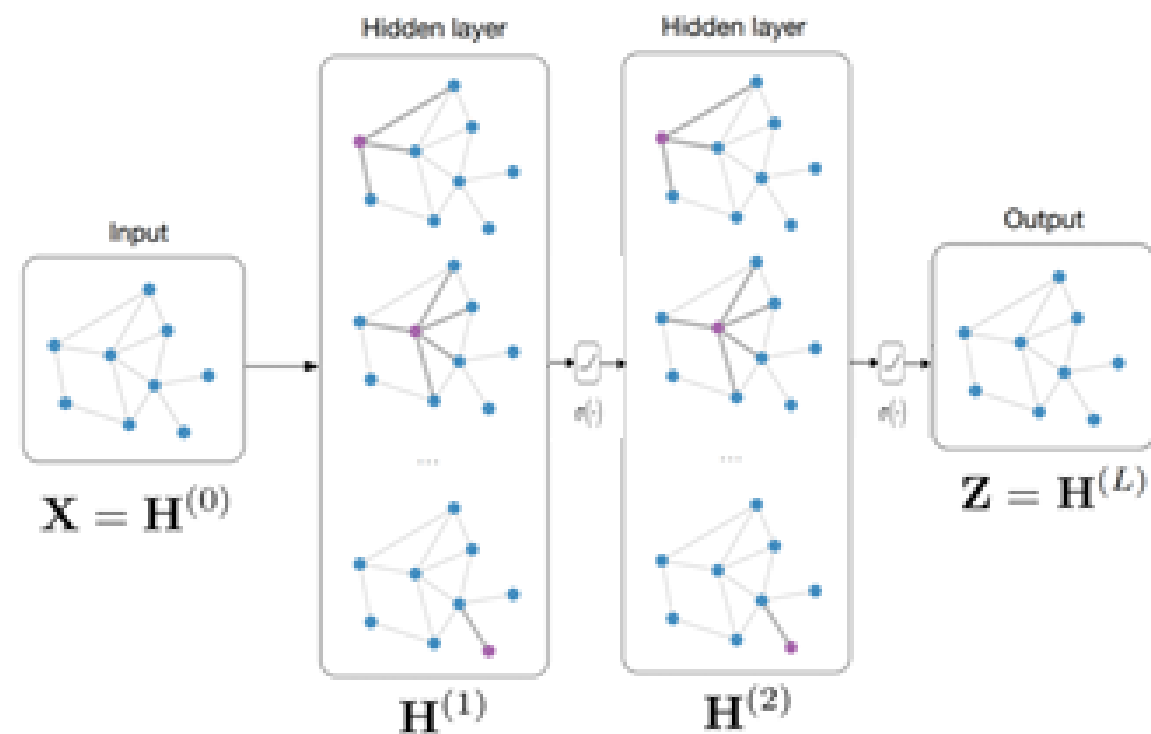 Hidden layer
Hidden layer
Input
Output
σ(·)
σ(·)
...
...
X = H^(0)
Z = H^(L)
H^(1)
H^(2)